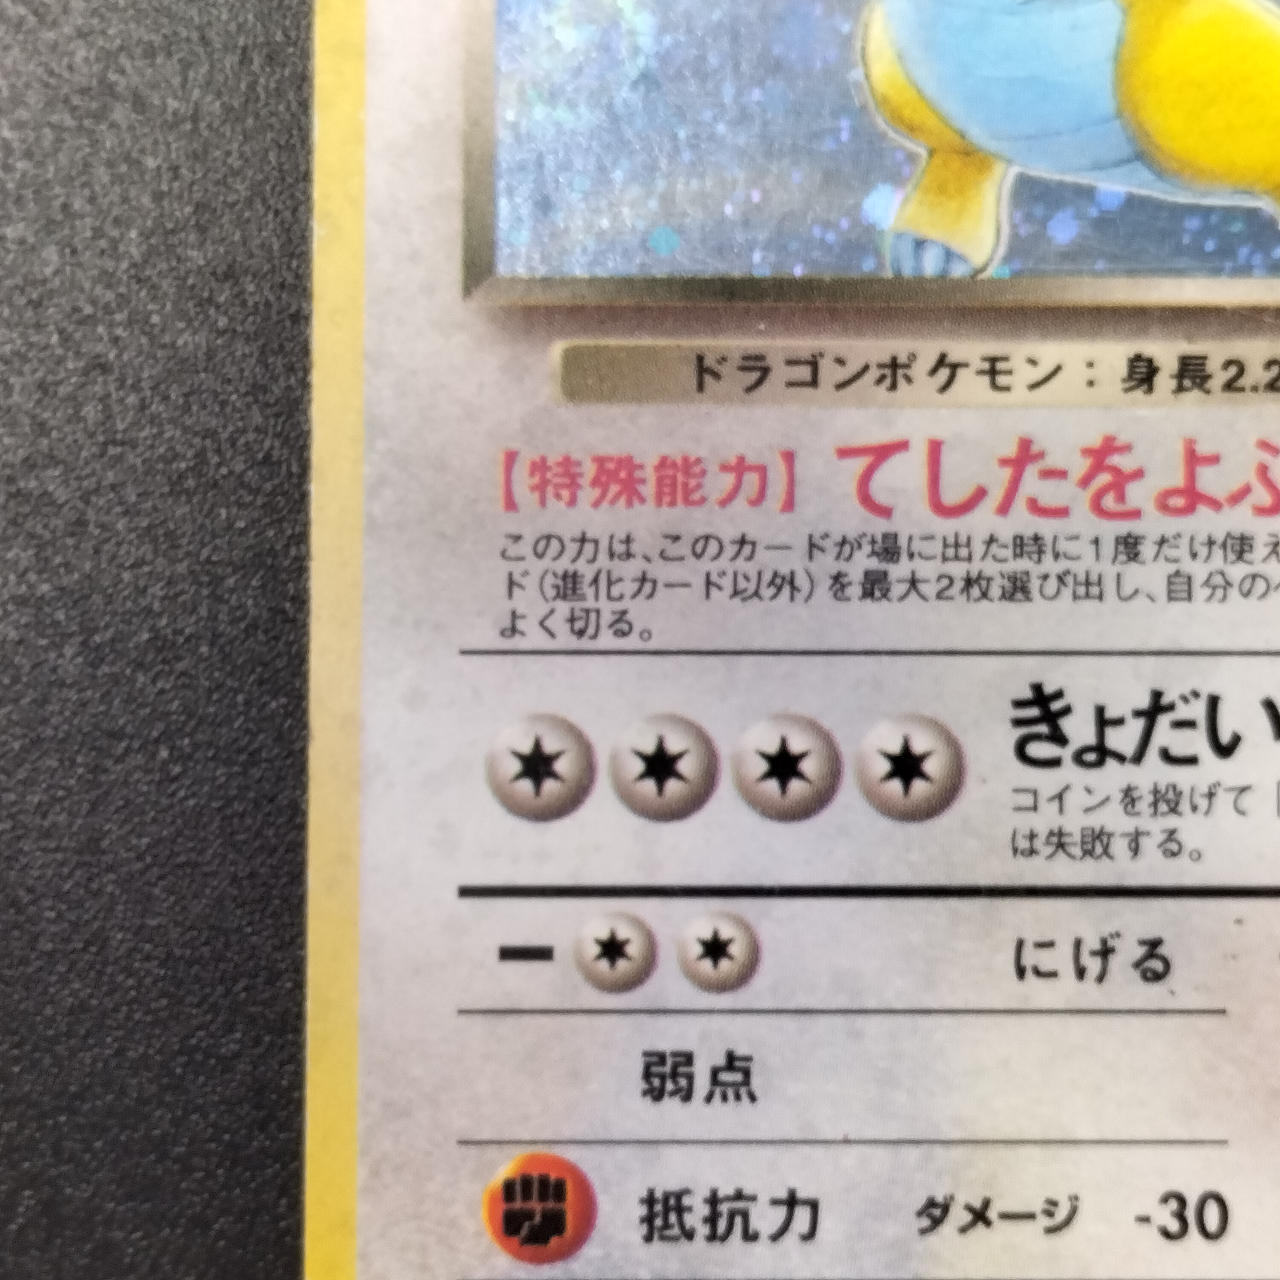 ドラゴンポケモン：身長2.2
【特殊能力】てしたをよぶ
この力は、このカードが場に出た時に1度だけ使え
ド（進化カード以外）を最大2枚選び出し、自分の
よく切る。
きょだい
コインを投げて
は失敗する。
にげる
弱点
抵抗力 ダメージ -30